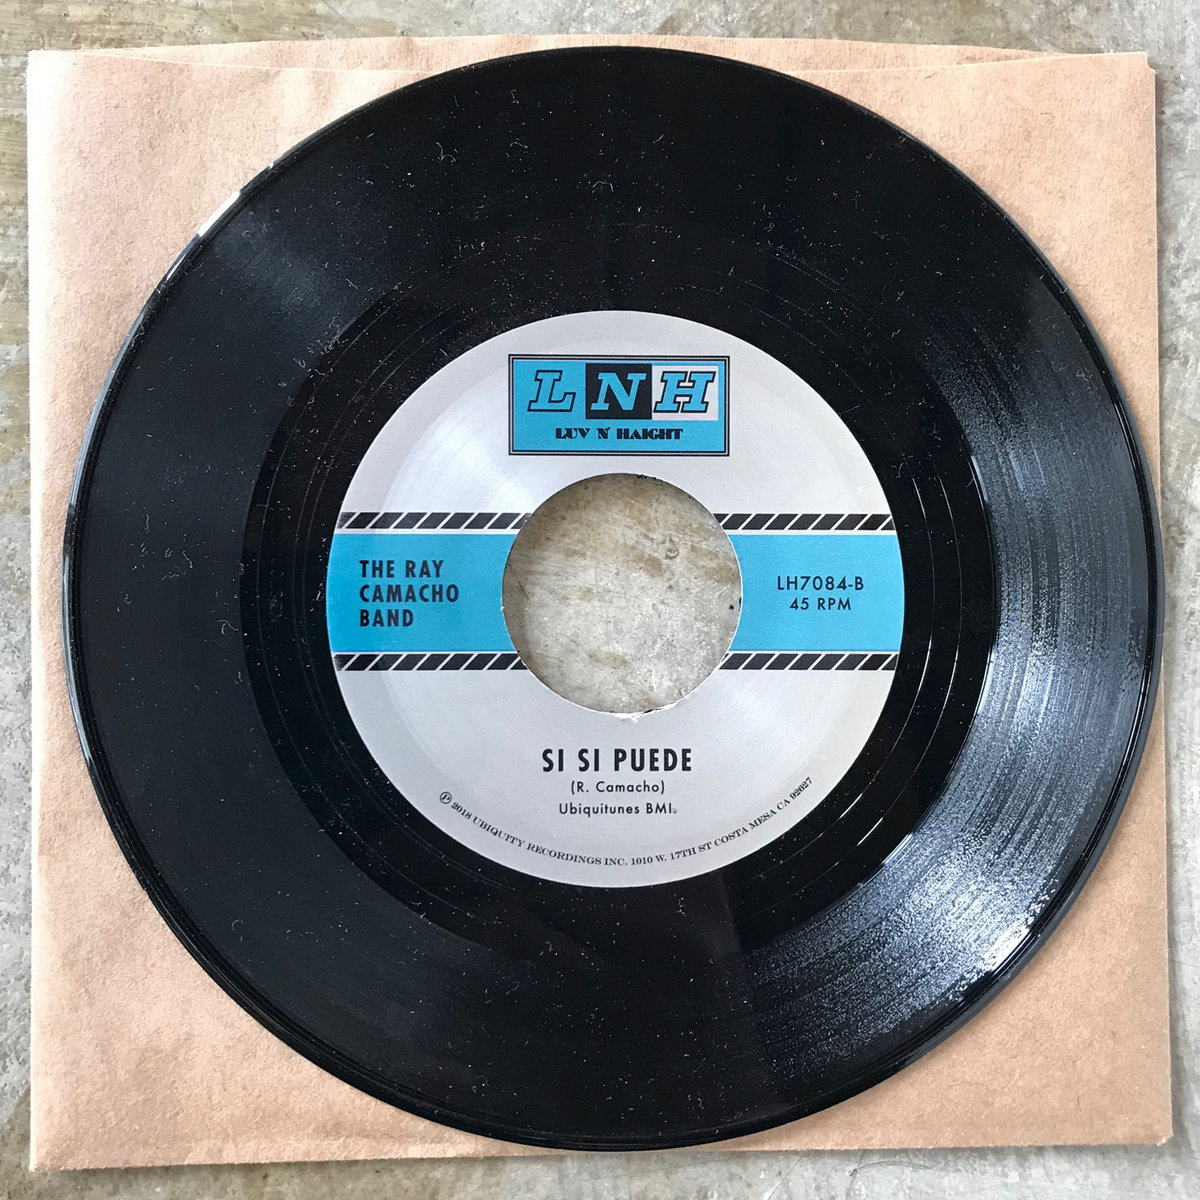 LNH
LUV N' HAIGHT
THE RAY
CAMACHO
BAND
LH7084-B
45 RPM
SI SI PUEDE
(R. Camacho)
Ubiquitunes BMI.
℗ 2018 UBIQUITY RECORDINGS INC. 1010 W. 17TH ST COSTA MESA CA 92627